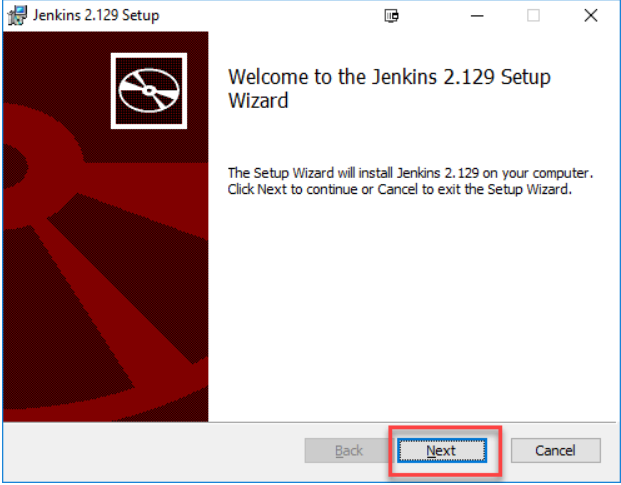 Jenkins 2.129 Setup
Welcome to the Jenkins 2.129 Setup
Wizard
The Setup Wizard will install Jenkins 2.129 on your computer.
Click Next to continue or Cancel to exit the Setup Wizard.
Back Next Cancel